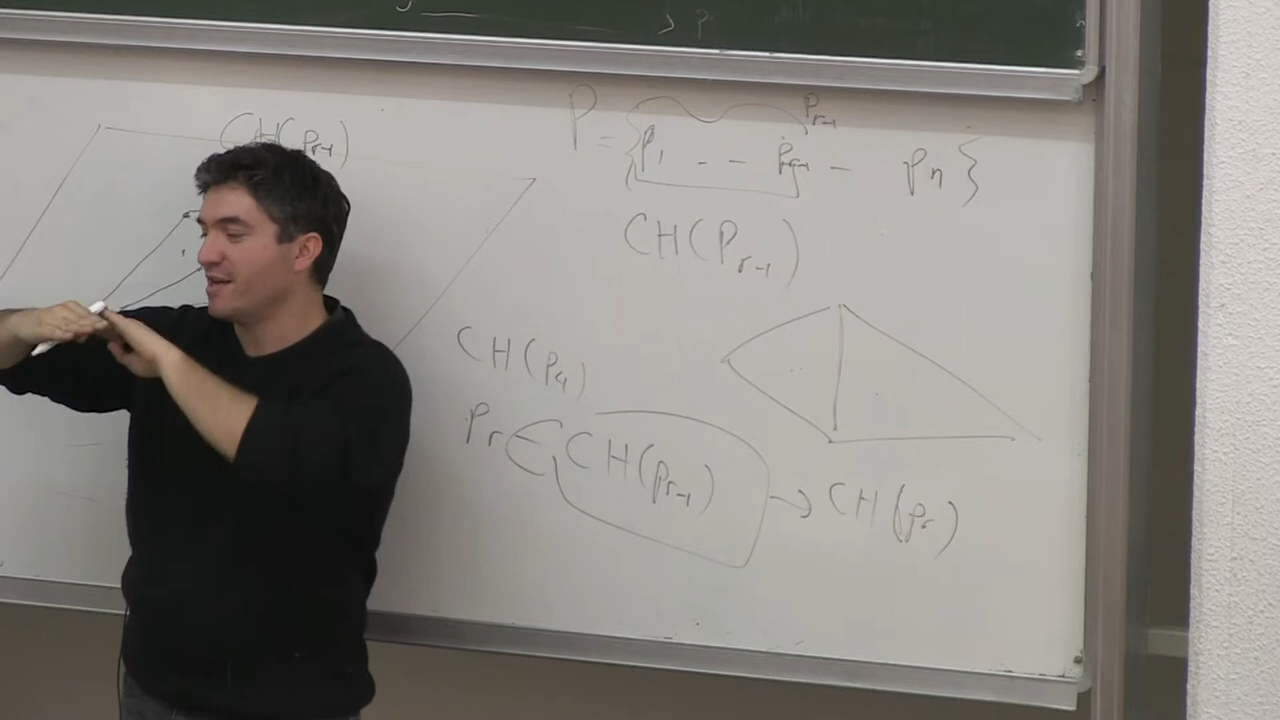 CH(Pr-1)
Pr-1
P = {P1 - - Pr-1 - Pn}
CH(Pr-1)
CH(P4)
Pr ∈ CH(Pr-1) → CH(Pr)